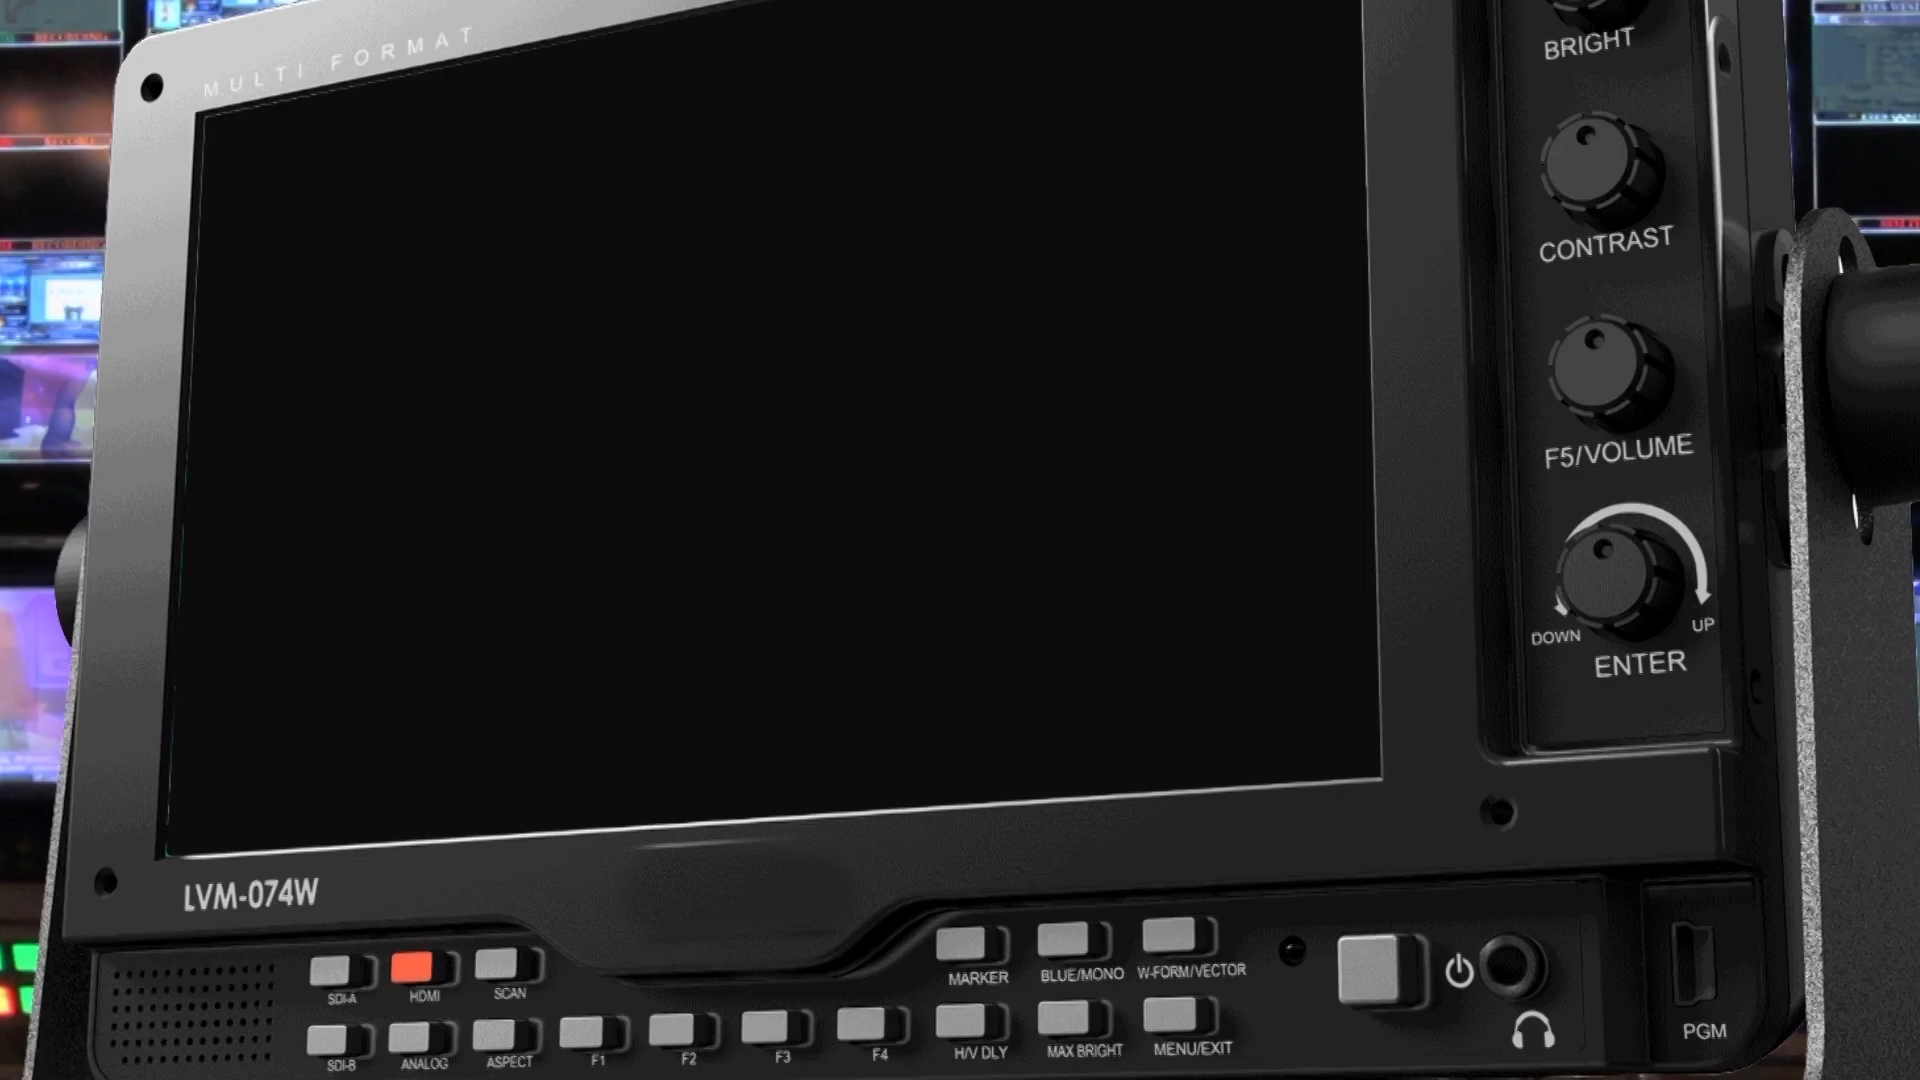 MULTI FORMAT
BRIGHT
CONTRAST
F5/VOLUME
DOWN
UP
ENTER
LVM-074W
SDI-A
HDMI
SCAN
MARKER
BLUE/MONO
W-FORM/VECTOR
SDI-B
ANALOG
ASPECT
F1
F2
F3
F4
H/V DLY
MAX BRIGHT
MENU/EXIT
PGM